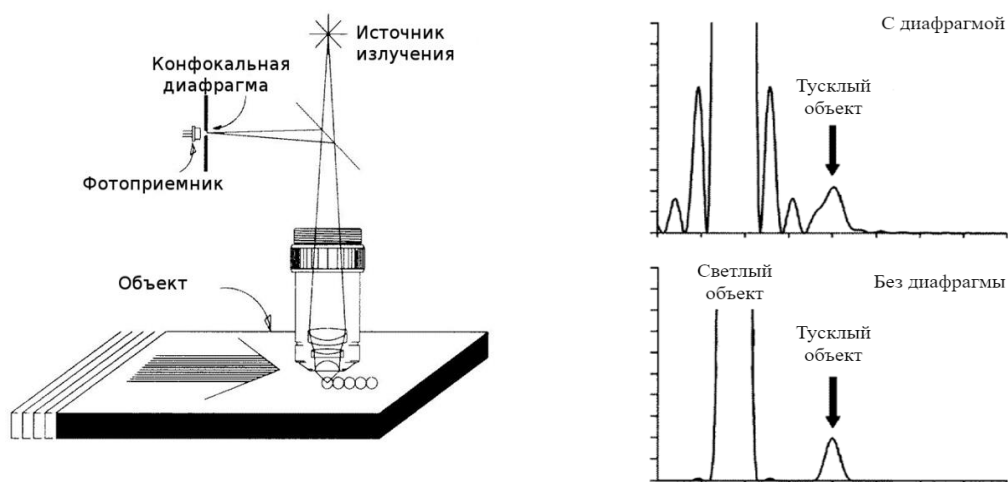 Источник
излучения
Конфокальная
диафрагма
Фотоприемник
Объект
С диафрагмой
Тусклый
объект
Светлый
объект
Без диафрагмы
Тусклый
объект